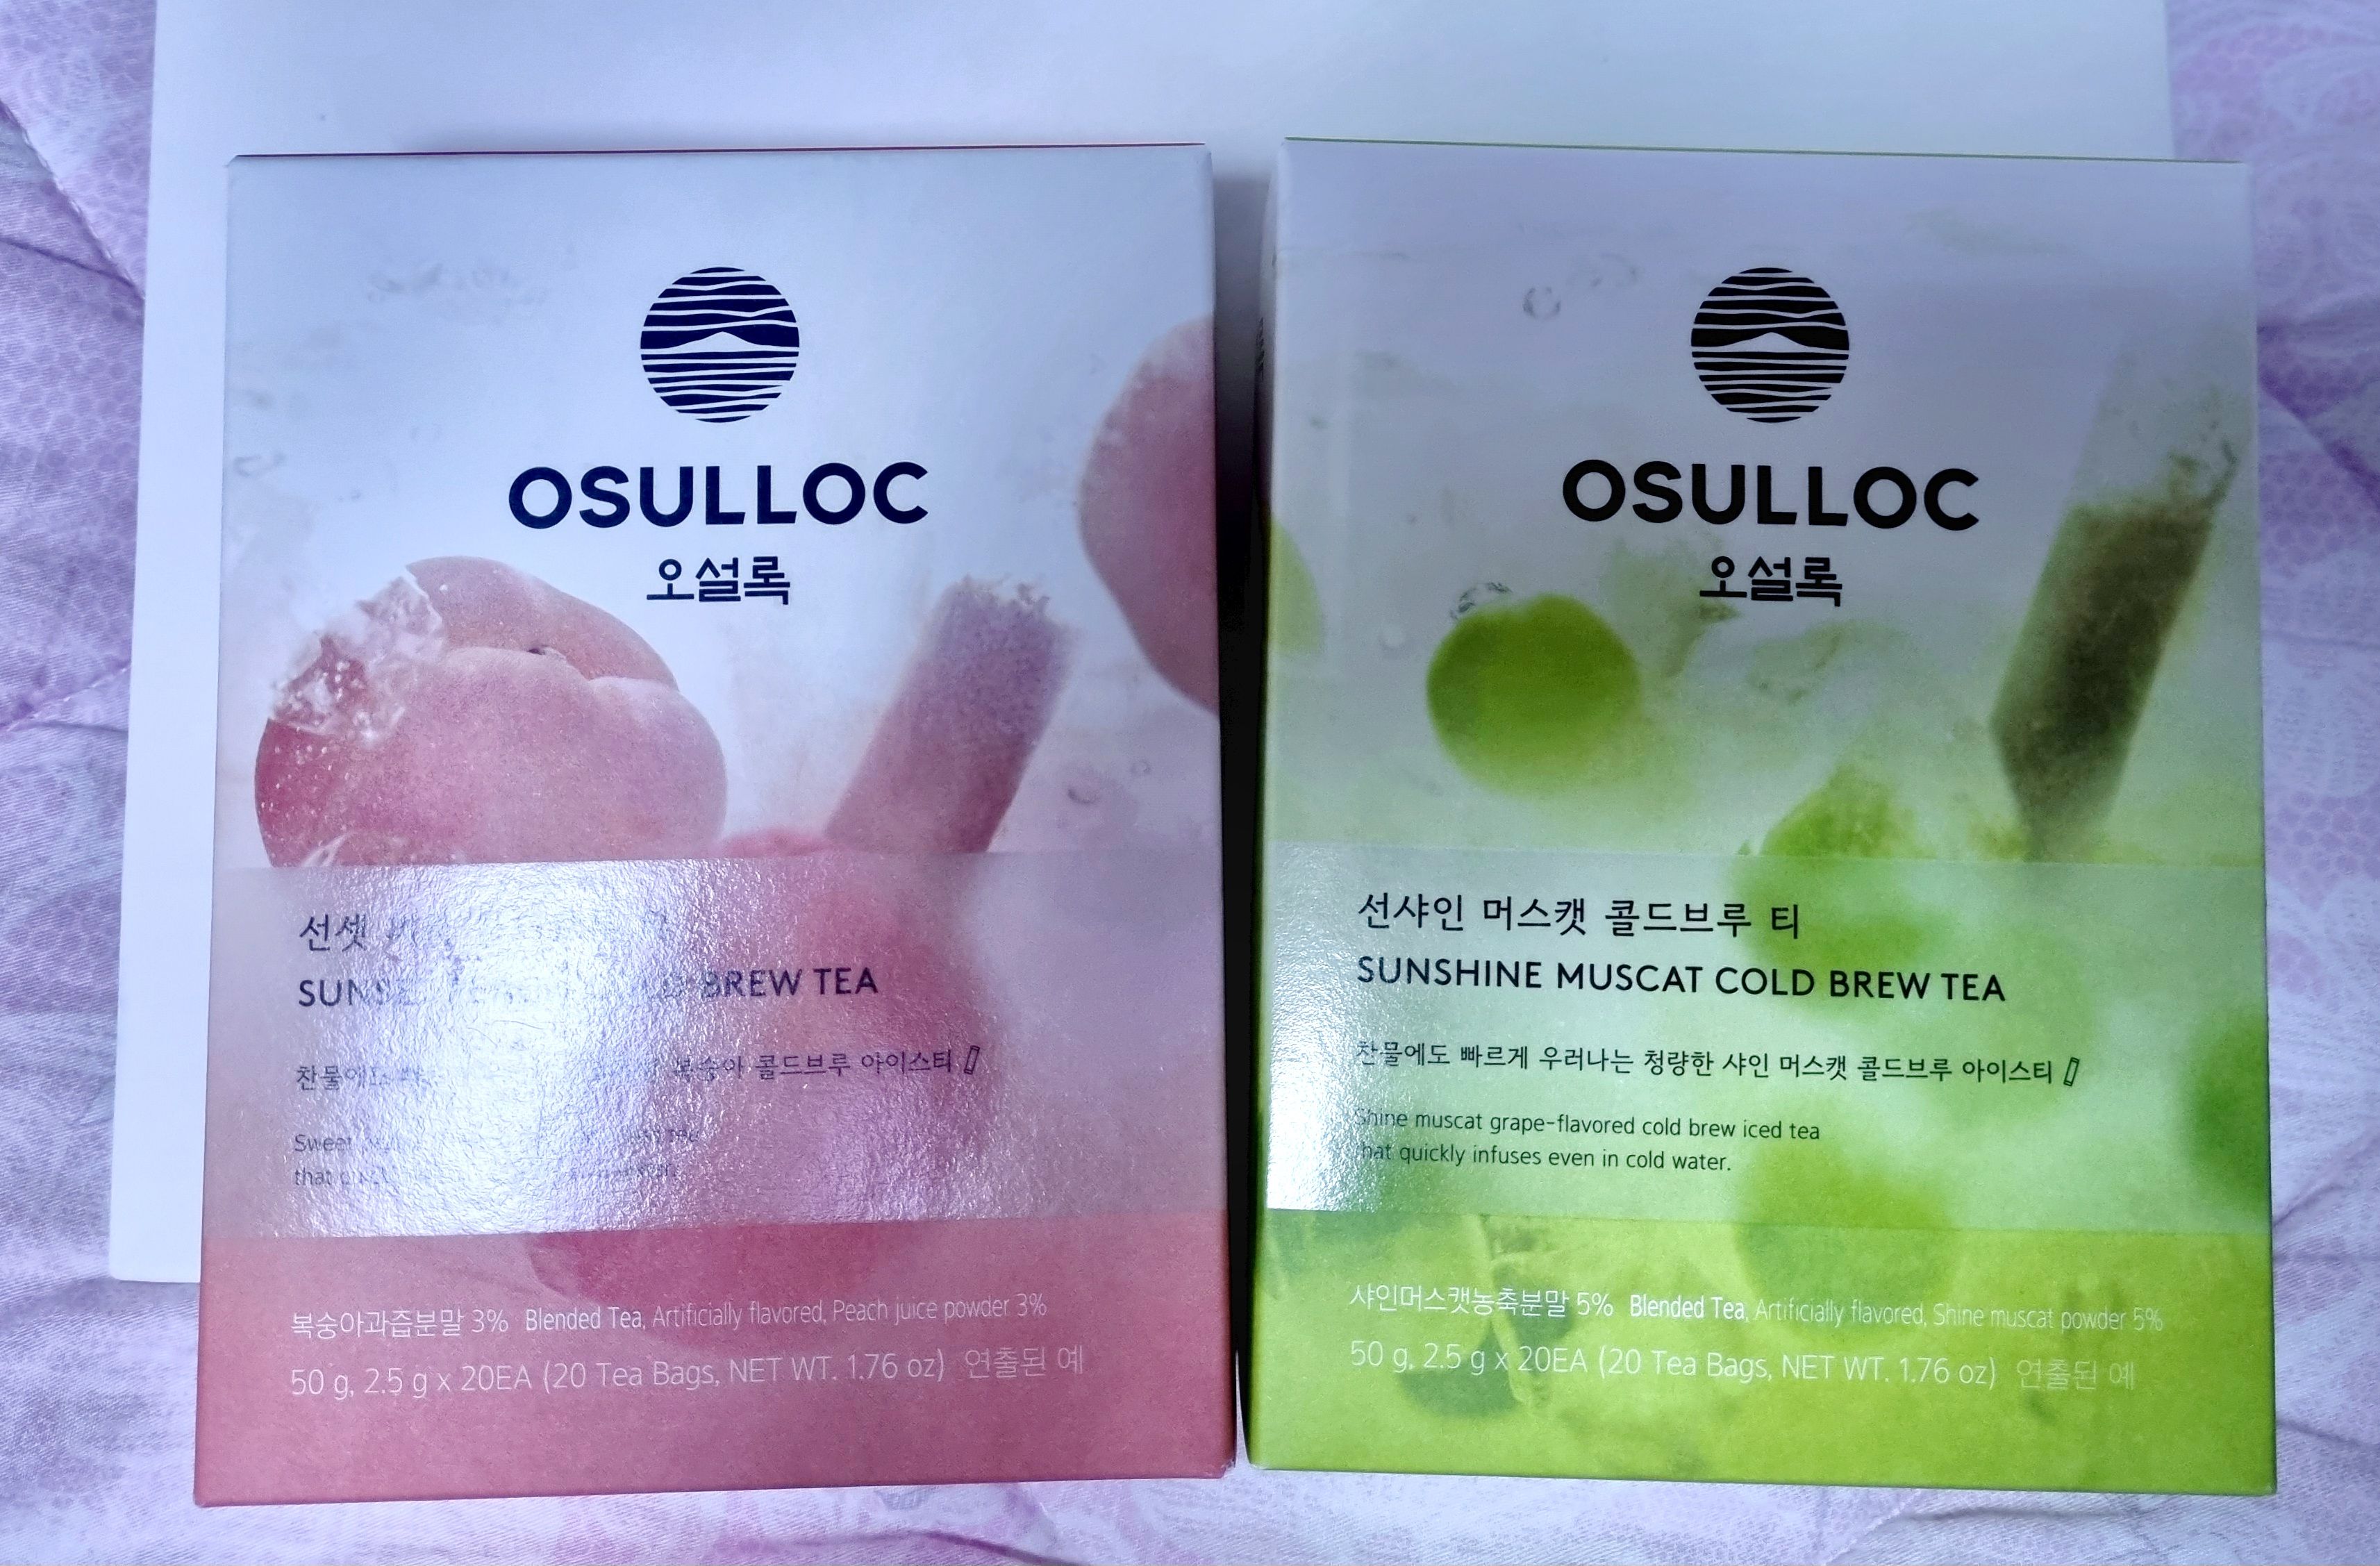 OSULLOC
오설록
선셋
BREW TEA
찬물에도 복숭아 콜드브루 아이스티
Sweet
that
복숭아과즙분말 3% Blended Tea, Artificially flavored, Peach juice powder 3%
50 g, 2.5 g x 20EA (20 Tea Bags, NET WT. 1.76 oz) 연출된 예
OSULLOC
오설록
선샤인 머스캣 콜드브루 티
SUNSHINE MUSCAT COLD BREW TEA
찬물에도 빠르게 우러나는 청량한 샤인 머스캣 콜드브루 아이스티
Shine muscat grape-flavored cold brew iced tea
that quickly infuses even in cold water.
샤인머스캣농축분말 5% Blended Tea, Artificially flavored, Shine muscat powder 5%
50 g, 2.5 g x 20EA (20 Tea Bags, NET WT. 1.76 oz) 연출된 예